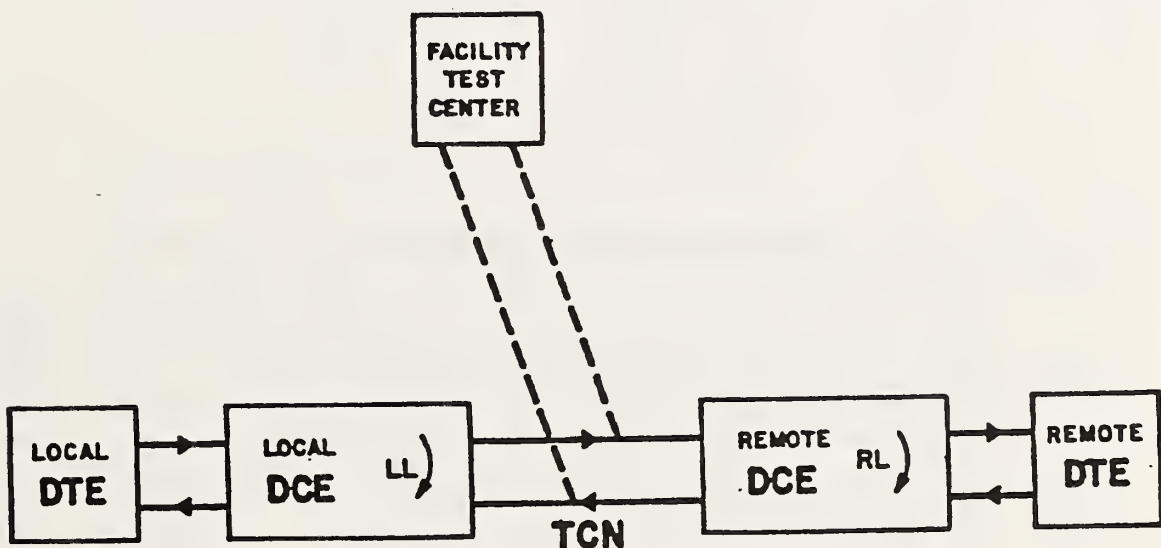 FACILITY
TEST
CENTER
LOCAL
DTE
LOCAL
DCE
LL
TCN
REMOTE
DCE
RL
REMOTE
DTE